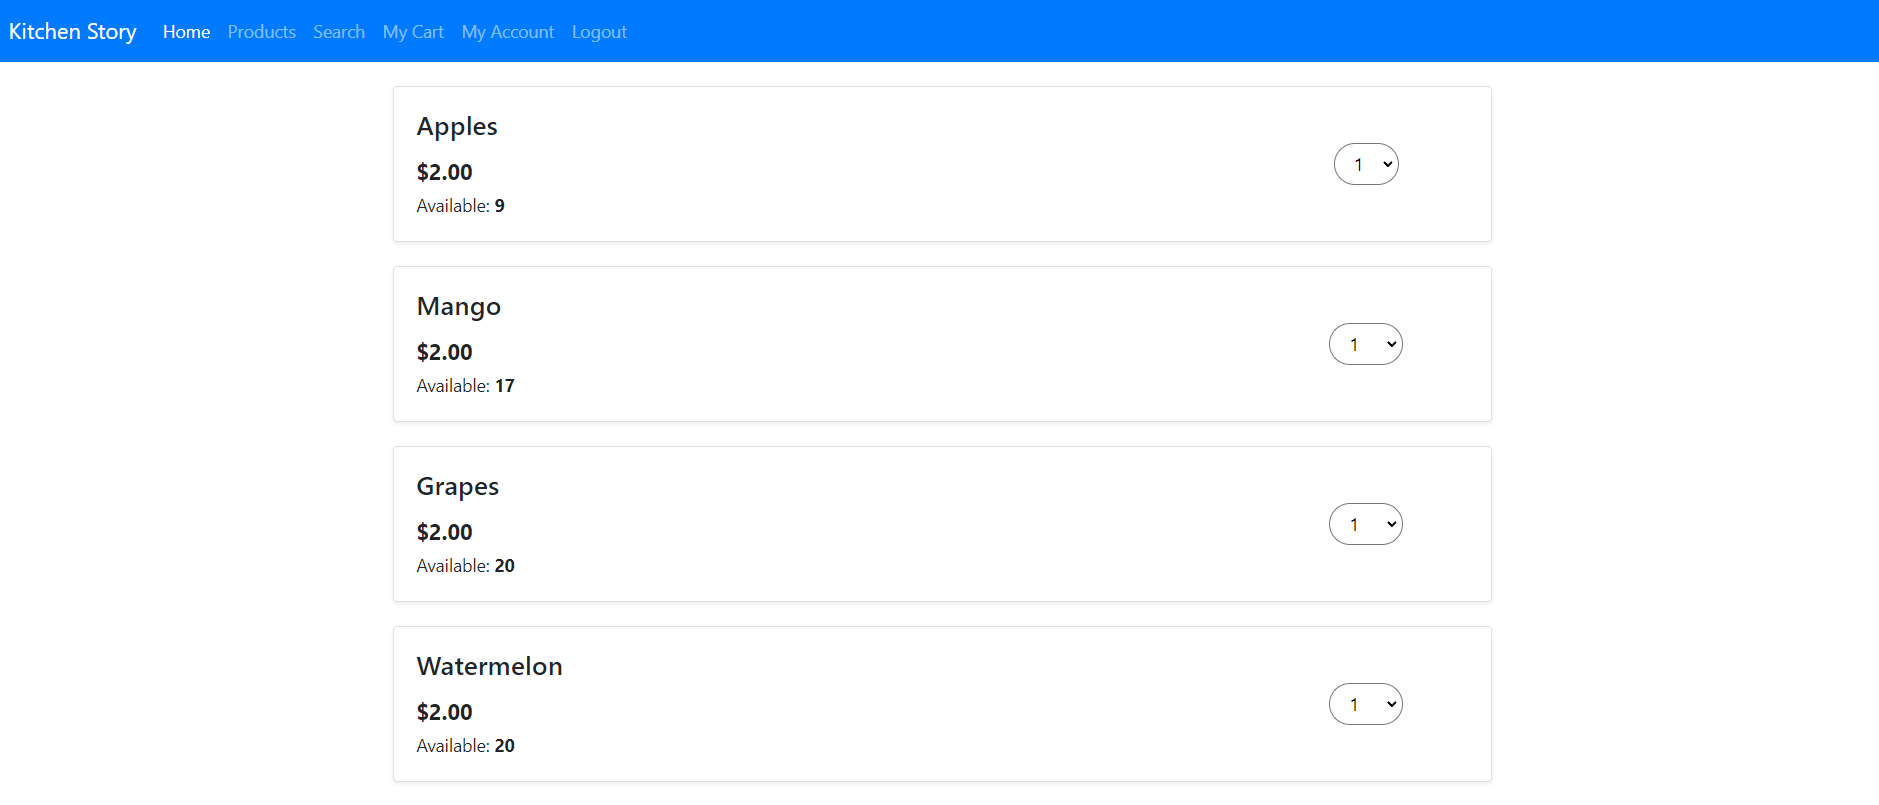 Kitchen Story Home Products Search My Cart My Account Logout
Apples
$2.00
1
Available: 9
Mango
$2.00
1
Available: 17
Grapes
$2.00
1
Available: 20
Watermelon
$2.00
1
Available: 20